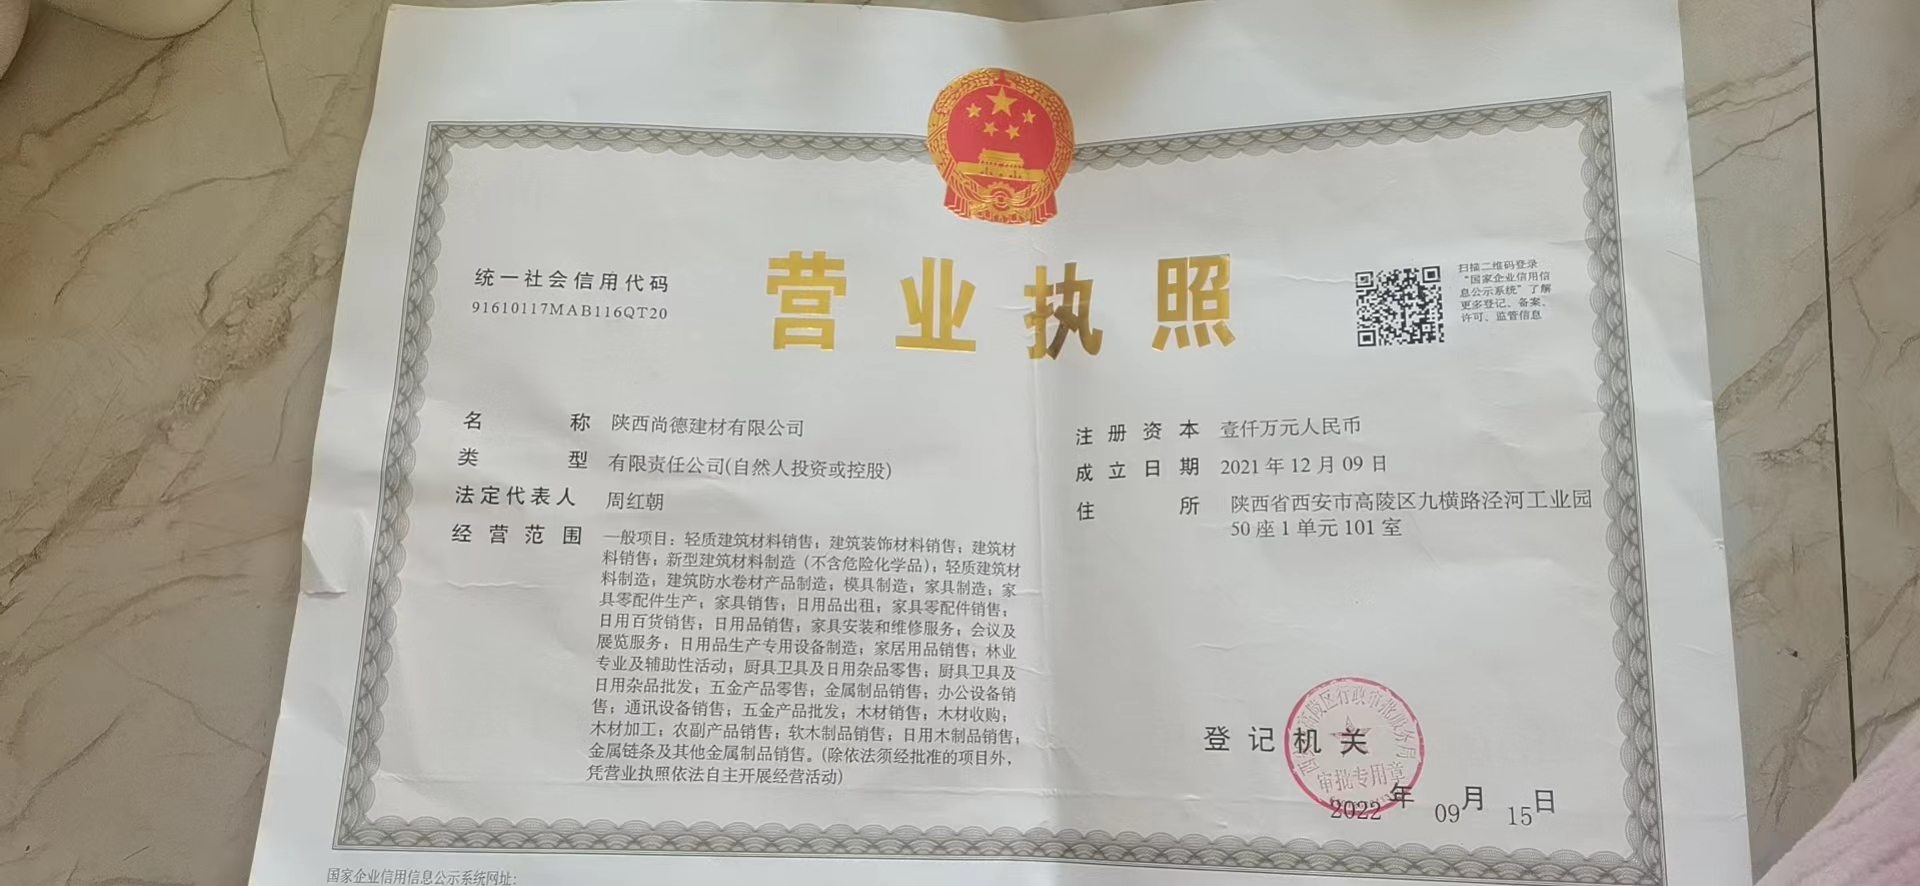 营业执照
统一社会信用代码
91610117MAB116QT20
扫描二维码登录
“国家企业信用信
息公示系统”了解
更多登记、备案、
许可、监管信息
名 称 陕西尚德建材有限公司
类 型 有限责任公司(自然人投资或控股)
法定代表人 周红朝
经营范围 一般项目：轻质建筑材料销售；建筑装饰材料销售；建筑材
料销售；新型建筑材料制造（不含危险化学品）；轻质建筑材
料制造；建筑防水卷材产品制造；模具制造；家具制造；家
具零配件生产；家具销售；日用品出租；家具零配件销售；
日用百货销售；日用品销售；家具安装和维修服务；会议及
展览服务；日用品生产专用设备制造；家居用品销售；林业
专业及辅助性活动；厨具卫具及日用杂品零售；厨具卫具及
日用杂品批发；五金产品零售；金属制品销售；办公设备销
售；通讯设备销售；五金产品批发；木材销售；木材收购；
木材加工；农副产品销售；软木制品销售；日用木制品销售；
金属链条及其他金属制品销售。(除依法须经批准的项目外，
凭营业执照依法自主开展经营活动)
注册资本 壹仟万元人民币
成立日期 2021年12月09日
住 所 陕西省西安市高陵区九横路泾河工业园
50座1单元101室
登记机关
高陵区行政审批服务局
审批专用章
2022年09月15日
国家企业信用信息公示系统网址：